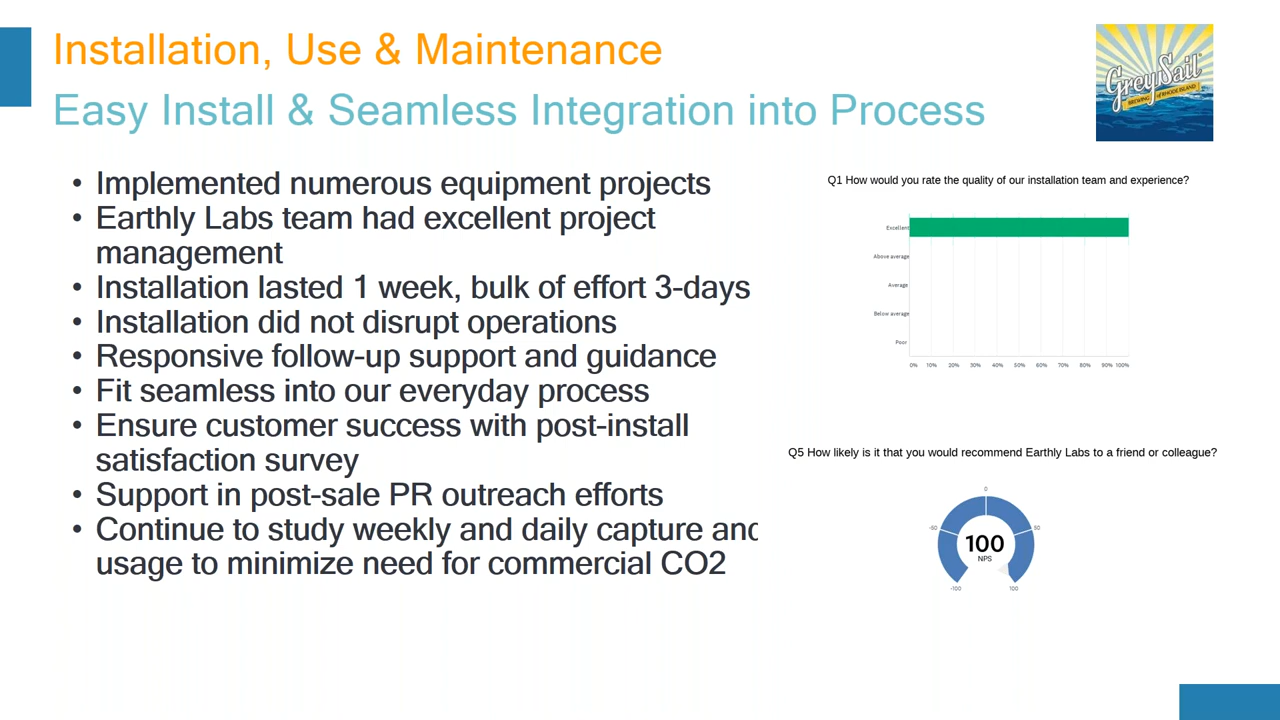 Installation, Use & Maintenance
Easy Install & Seamless Integration into Process
Grey Sail
BREWING OF RHODE ISLAND
• Implemented numerous equipment projects
• Earthly Labs team had excellent project
management
• Installation lasted 1 week, bulk of effort 3-days
• Installation did not disrupt operations
• Responsive follow-up support and guidance
• Fit seamless into our everyday process
• Ensure customer success with post-install
satisfaction survey
• Support in post-sale PR outreach efforts
• Continue to study weekly and daily capture and
usage to minimize need for commercial CO2
Q1 How would you rate the quality of our installation team and experience?
Excellent
Above average
Average
Below average
Poor
0% 10% 20% 30% 40% 50% 60% 70% 80% 90% 100%
Q5 How likely is it that you would recommend Earthly Labs to a friend or colleague?
0
-50 50
100
NPS
-100 100